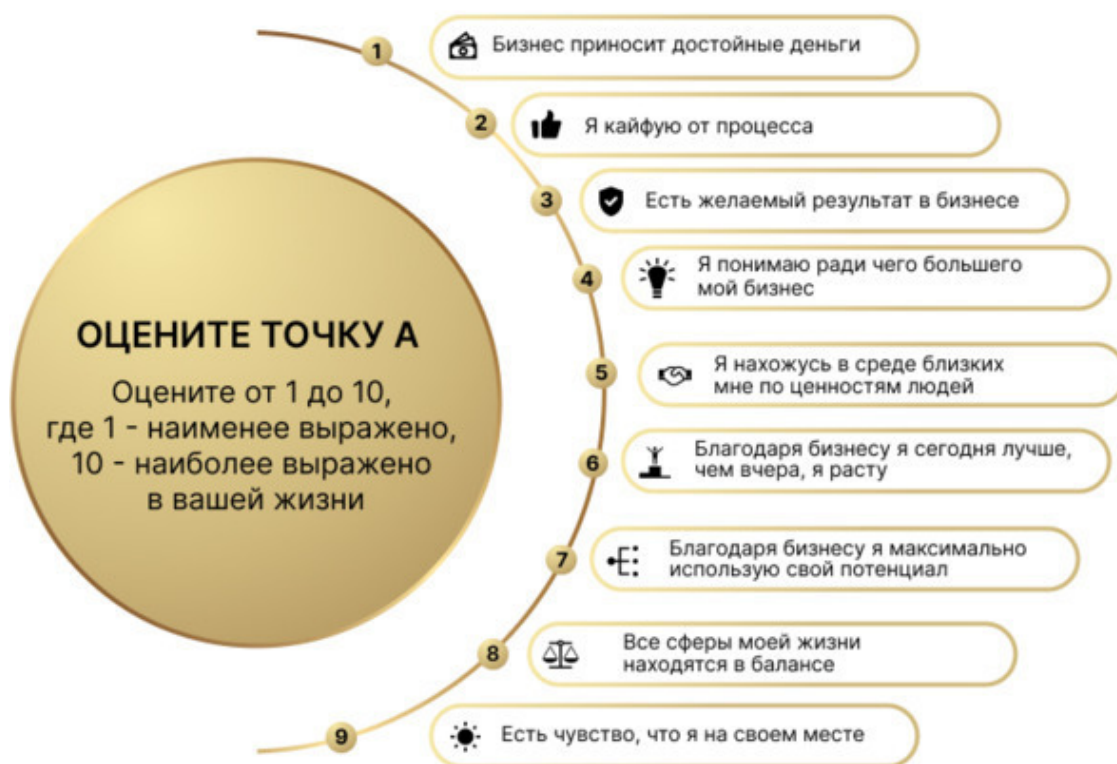 ОЦЕНИТЕ ТОЧКУ А
Оцените от 1 до 10,
где 1 - наименее выражено,
10 - наиболее выражено
в вашей жизни
1
Бизнес приносит достойные деньги
2
Я кайфую от процесса
3
Есть желаемый результат в бизнесе
4
Я понимаю ради чего большего
мой бизнес
5
Я нахожусь в среде близких
мне по ценностям людей
6
Благодаря бизнесу я сегодня лучше,
чем вчера, я расту
7
Благодаря бизнесу я максимально
использую свой потенциал
8
Все сферы моей жизни
находятся в балансе
9
Есть чувство, что я на своем месте